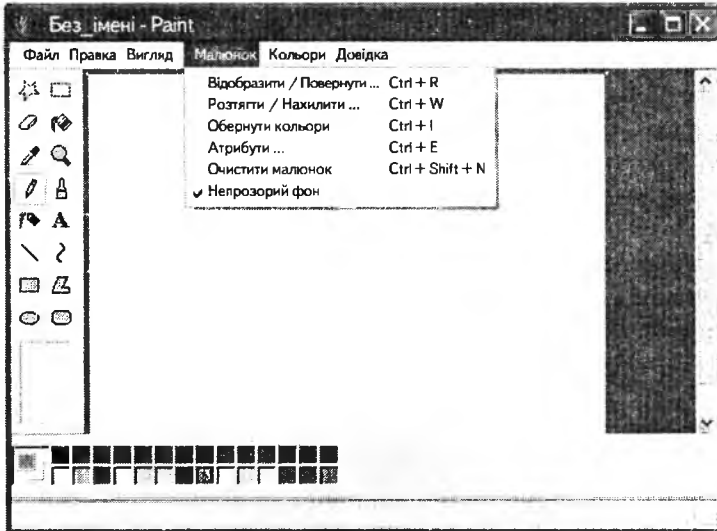 Без_імені - Paint
Файл Правка Вигляд Малюнок Кольори Довідка
Відобразити / Повернути ... Ctrl + R
Розтягти / Нахилити ... Ctrl + W
Обернути кольори Ctrl + I
Атрибути ... Ctrl + E
Очистити малюнок Ctrl + Shift + N
Непрозорий фон
A